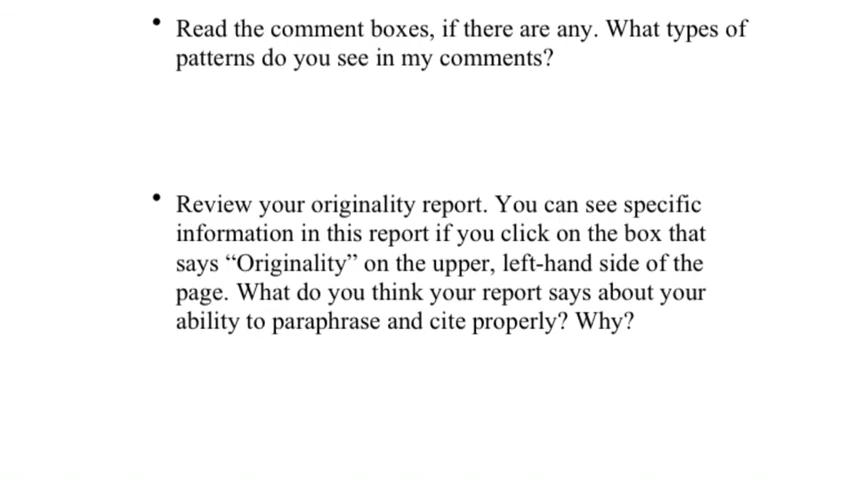 • Read the comment boxes, if there are any. What types of
patterns do you see in my comments?
• Review your originality report. You can see specific
information in this report if you click on the box that
says “Originality” on the upper, left-hand side of the
page. What do you think your report says about your
ability to paraphrase and cite properly? Why?